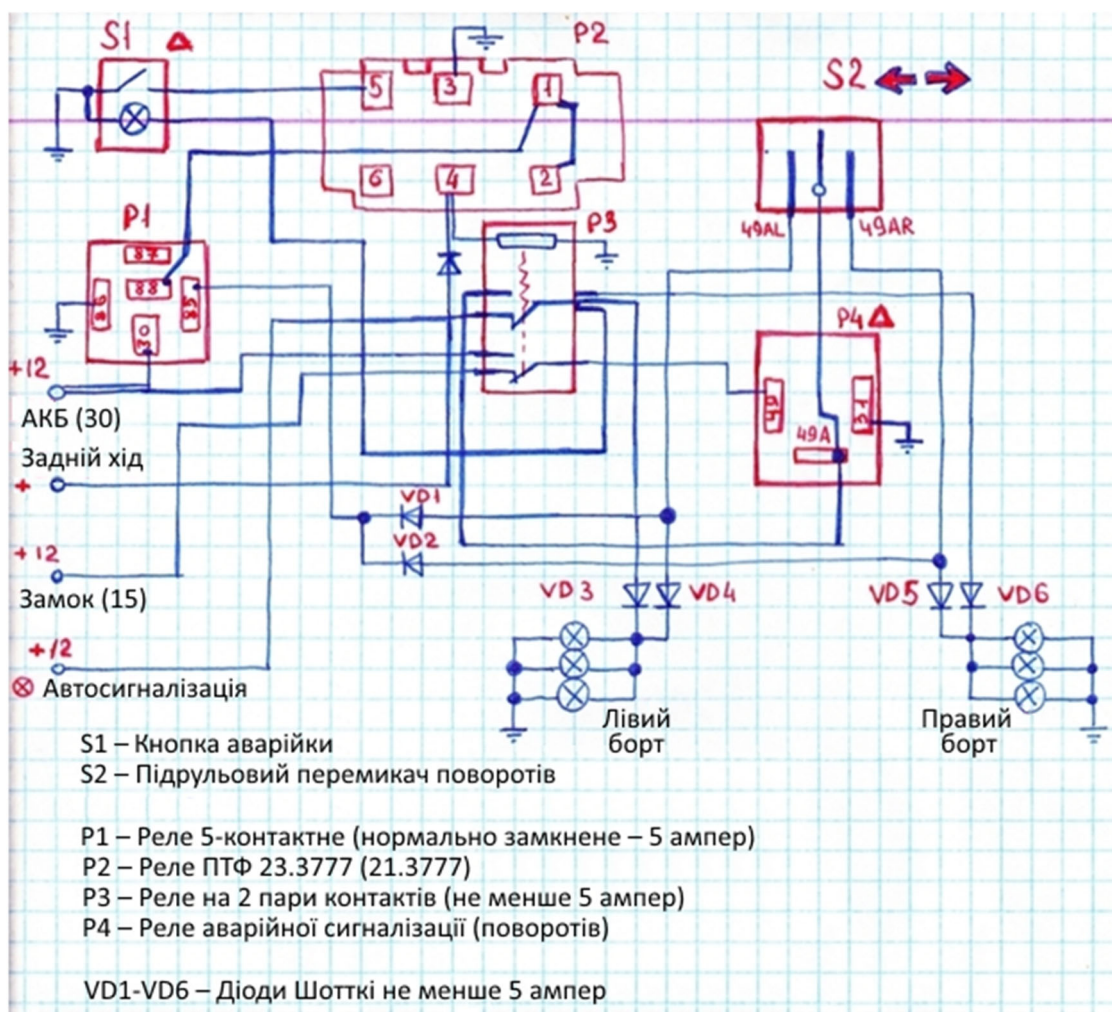 S1
P2
S2
5
3
1
6
4
2
P1
P3
49AL
49AR
87
88
86
85
30
P4
49
31
49A
+12
АКБ (30)
Задній хід
+
VD1
VD2
+12
Замок (15)
VD3
VD4
VD5
VD6
+12
Автосигналізація
Лівий
борт
Правий
борт
S1 – Кнопка аварійки
S2 – Підрульовий перемикач поворотів
P1 – Реле 5-контактне (нормально замкнене – 5 ампер)
P2 – Реле ПТФ 23.3777 (21.3777)
P3 – Реле на 2 пари контактів (не менше 5 ампер)
P4 – Реле аварійної сигналізації (поворотів)
VD1-VD6 – Діоди Шотткі не менше 5 ампер